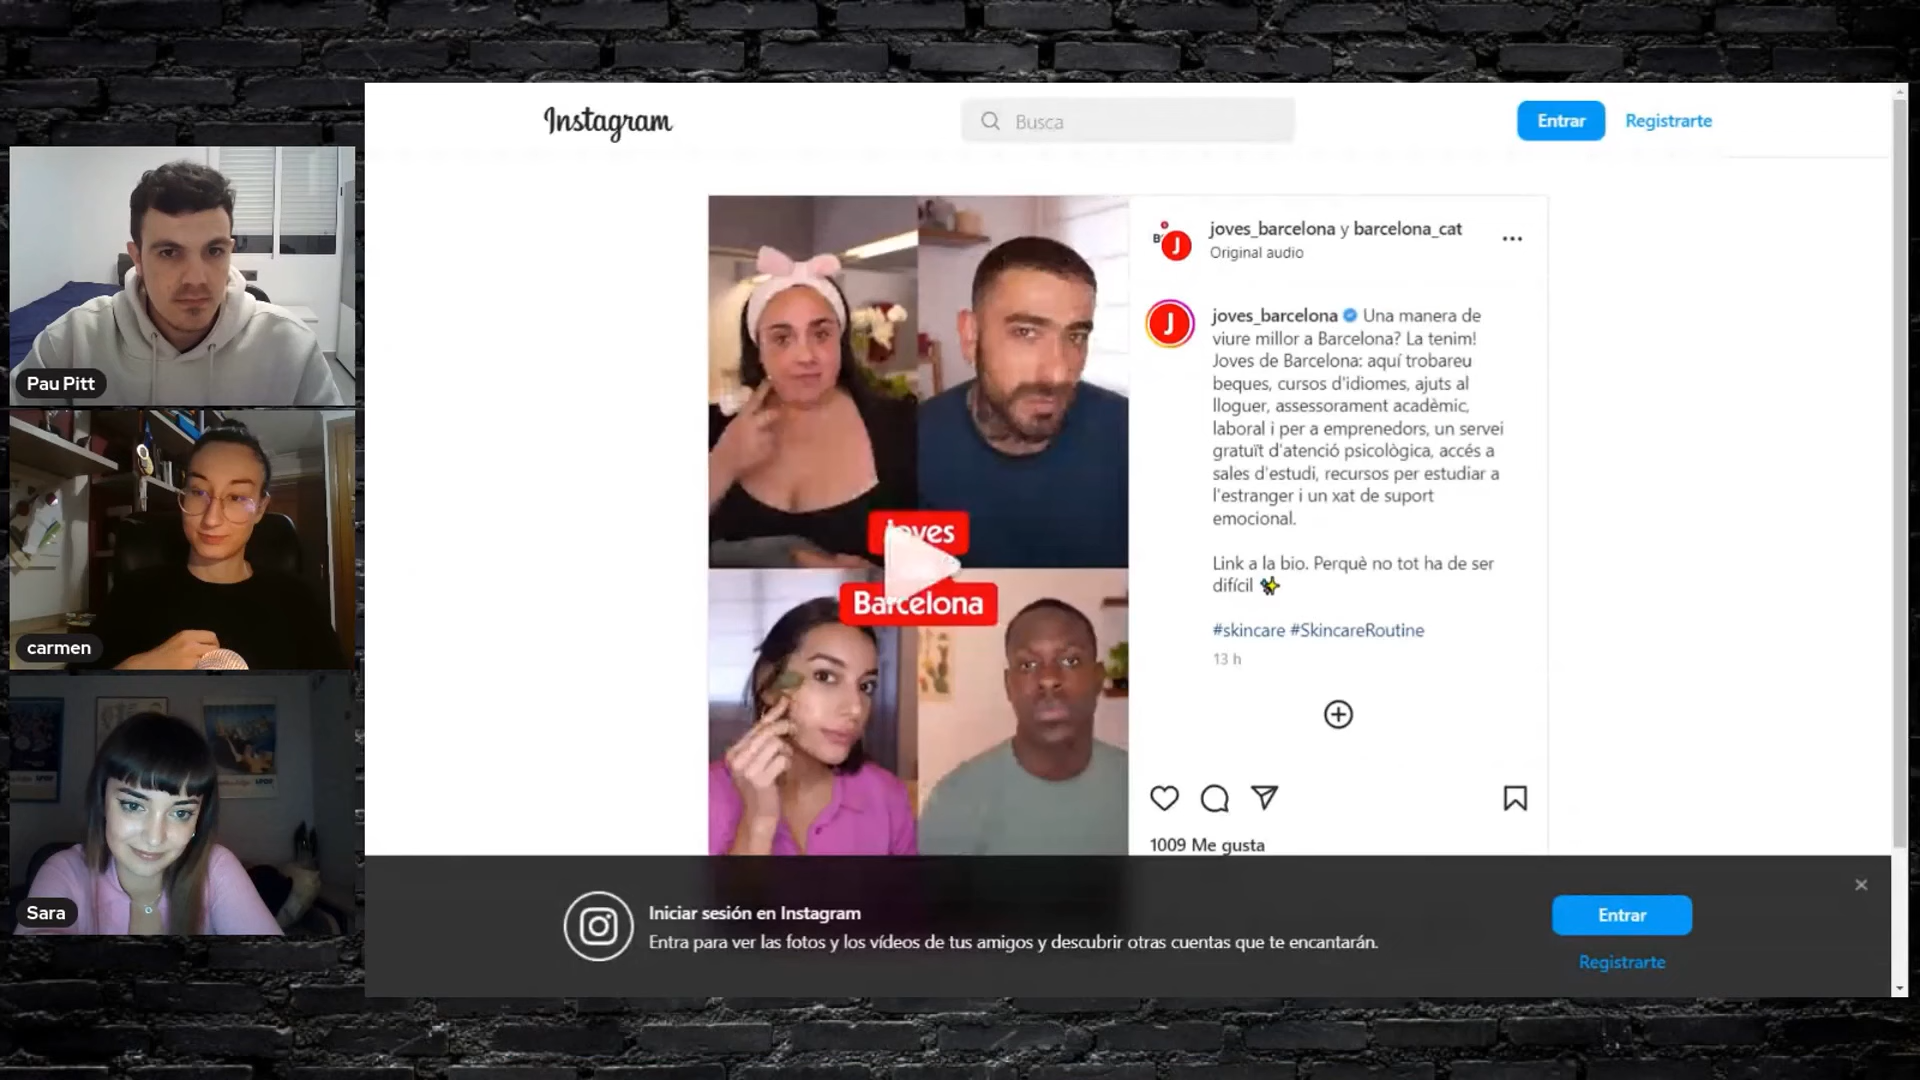 Instagram
Busca
Entrar
Registrarte
Pau Pitt
carmen
Sara
Joves
Barcelona
joves_barcelona y barcelona_cat
Original audio
joves_barcelona Una manera de
viure millor a Barcelona? La tenim!
Joves de Barcelona: aquí trobareu
beques, cursos d'idiomes, ajuts al
lloguer, assessorament acadèmic,
laboral i per a emprenedors, un servei
gratuït d'atenció psicològica, accés a
sales d'estudi, recursos per estudiar a
l'estranger i un xat de suport
emocional.
Link a la bio. Perquè no tot ha de ser
difícil ✨
#skincare #SkincareRoutine
13 h
1009 Me gusta
Iniciar sesión en Instagram
Entra para ver las fotos y los vídeos de tus amigos y descubrir otras cuentas que te encantarán.
Entrar
Registrarte